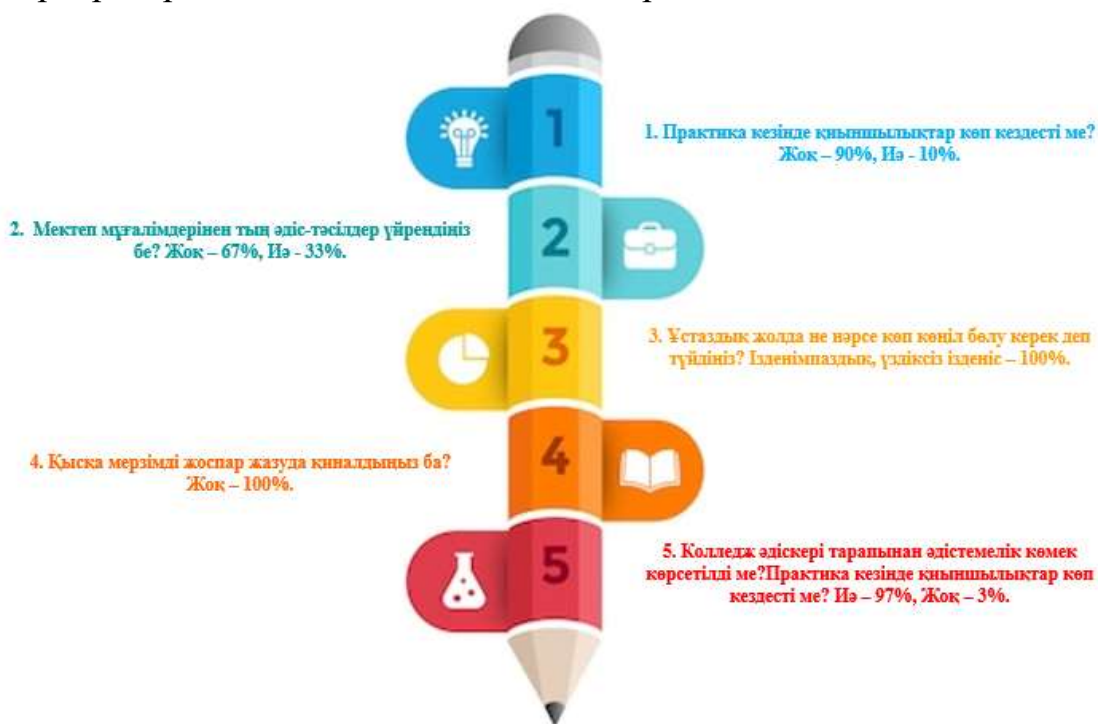 1
1. Практика кезінде қиыншылықтар көп кездесті ме?
Жоқ – 90%, Иә - 10%.
2. Мектеп мұғалімдерінен тың әдіс-тәсілдер үйрендіңіз
бе? Жоқ – 67%, Иә - 33%.
2
3
3. Ұстаздық жолда не нәрсе көп көңіл бөлу керек деп
түйдініз? Ізденімпаздық, үзліксіз ізденіс – 100%.
4. Қысқа мерзімді жоспар жазуда қиналдыңыз ба?
Жоқ – 100%.
4
5
5. Колледж әдіскері тарапынан әдістемелік көмек
көрсетілді ме?Практика кезінде қиыншылықтар көп
кездесті ме? Иә – 97%, Жоқ – 3%.